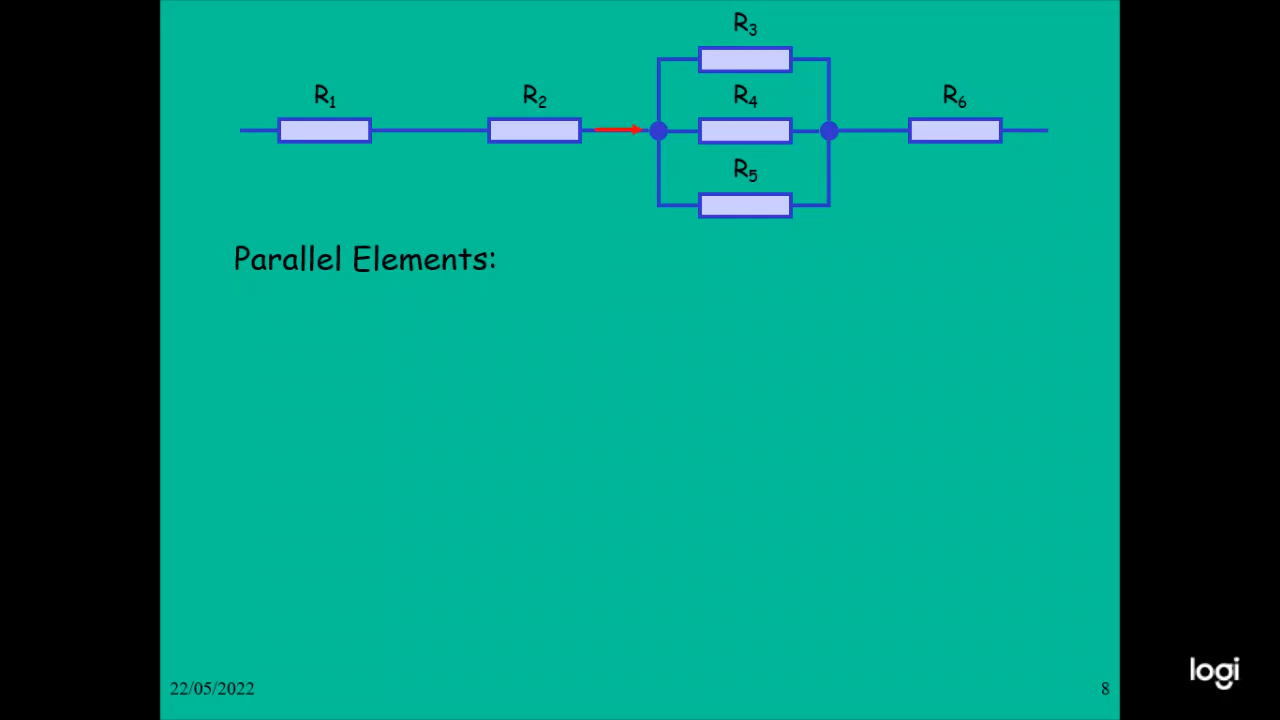 R₃
R₁ R₂ R₄ R₆
R₅
Parallel Elements:
22/05/2022 8
logi